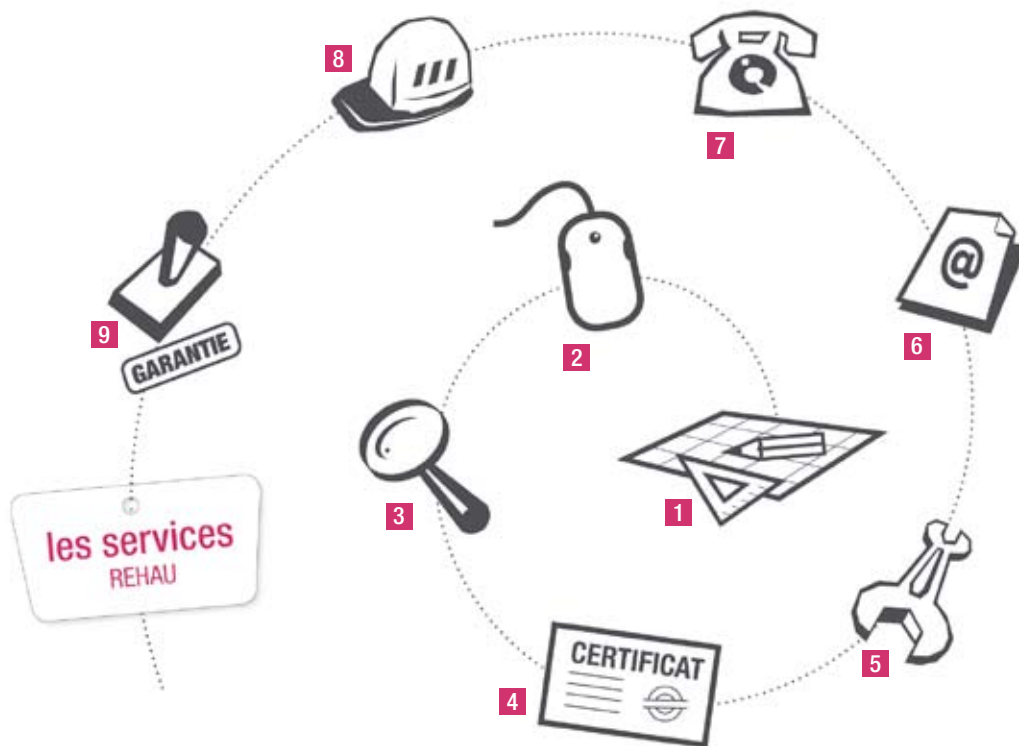 8
7
@
2
6
9
GARANTIE
3
1
les services
REHAU
5
CERTIFICAT
4